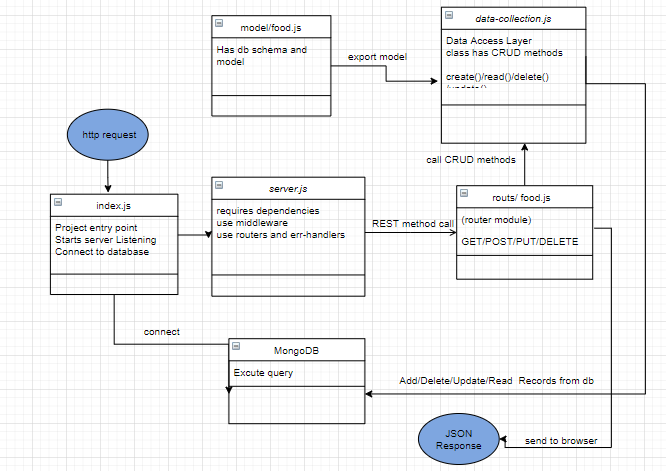 model/food.js
Has db schema and
model
export model
data-collection.js
Data Access Layer
class has CRUD methods
create()/read()/delete()
/update()
http request
call CRUD methods
index.js
Project entry point
Starts server Listening
Connect to database
server.js
requires dependencies
use middleware
use routers and err-handlers
REST method call
routs/ food.js
(router module)
GET/POST/PUT/DELETE
connect
MongoDB
Excute query
Add/Delete/Update/Read Records from db
JSON
Response
send to browser